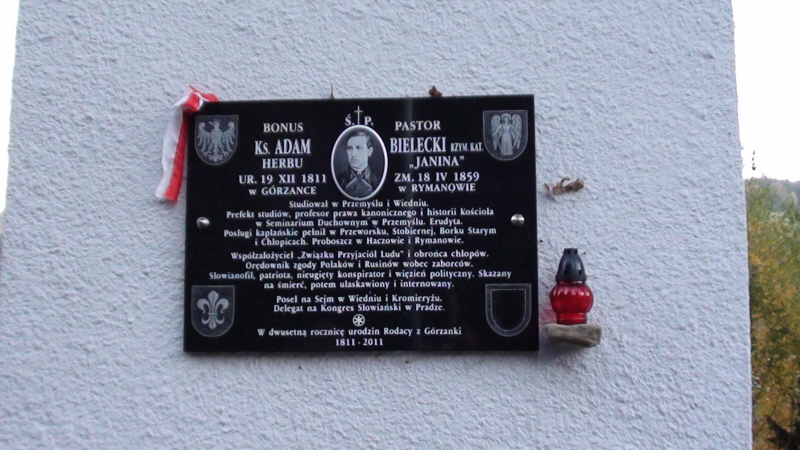 Ś. P.
BONUS PASTOR
Ks. ADAM BIELECKI RZYM. KAT.
HERBU „JANINA”
UR. 19 XII 1811 ZM. 18 IV 1859
w GÓRZANCE w RYMANOWIE
Studiował w Przemyślu i Wiedniu.
Prefekt studiów, profesor prawa kanonicznego i historii Kościoła
w Seminarium Duchownym w Przemyślu. Erudyta.
Posługi kapłańskie pełnił w Przeworsku, Stobiernej, Borku Starym
i Chłopicach. Proboszcz w Haczowie i Rymanowie.
Współzałożyciel „Związku Przyjaciół Ludu” i obrońca chłopów.
Orędownik zgody Polaków i Rusinów wobec zaborców.
Słowianofil, patriota, nieugięty konspirator i więzień polityczny. Skazany
na śmierć, potem ułaskawiony i internowany.
Poseł na Sejm w Wiedniu i Kromieryżu.
Delegat na Kongres Słowiański w Pradze.
W dwusetną rocznicę urodzin Rodacy z Górzanki
1811 - 2011